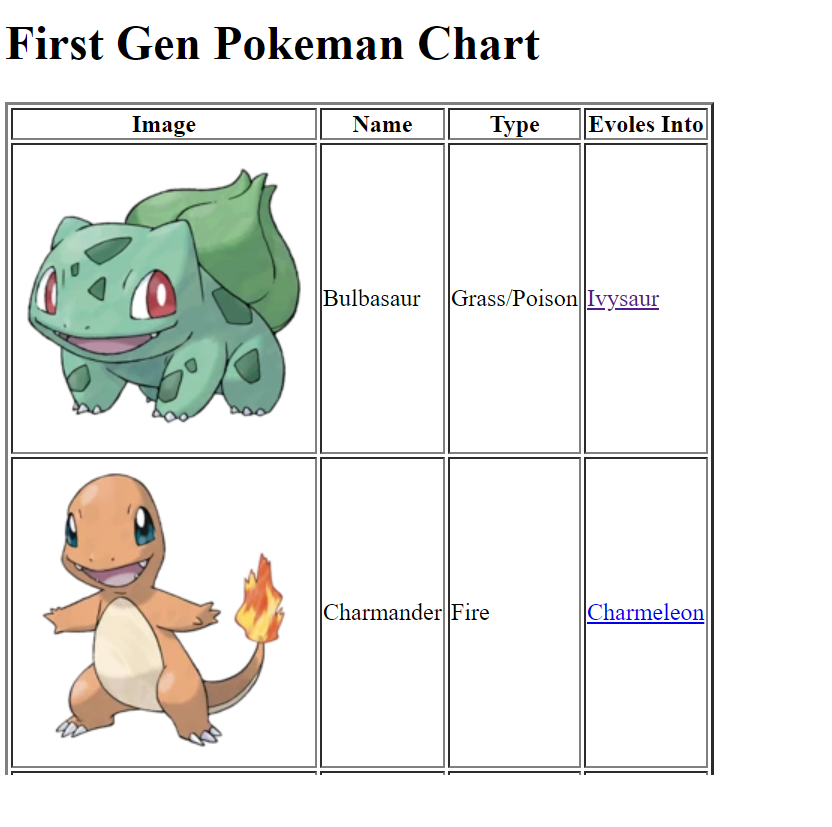 First Gen Pokeman Chart
Image Name Type Evoles Into
Bulbasaur Grass/Poison Ivysaur
Charmander Fire Charmeleon